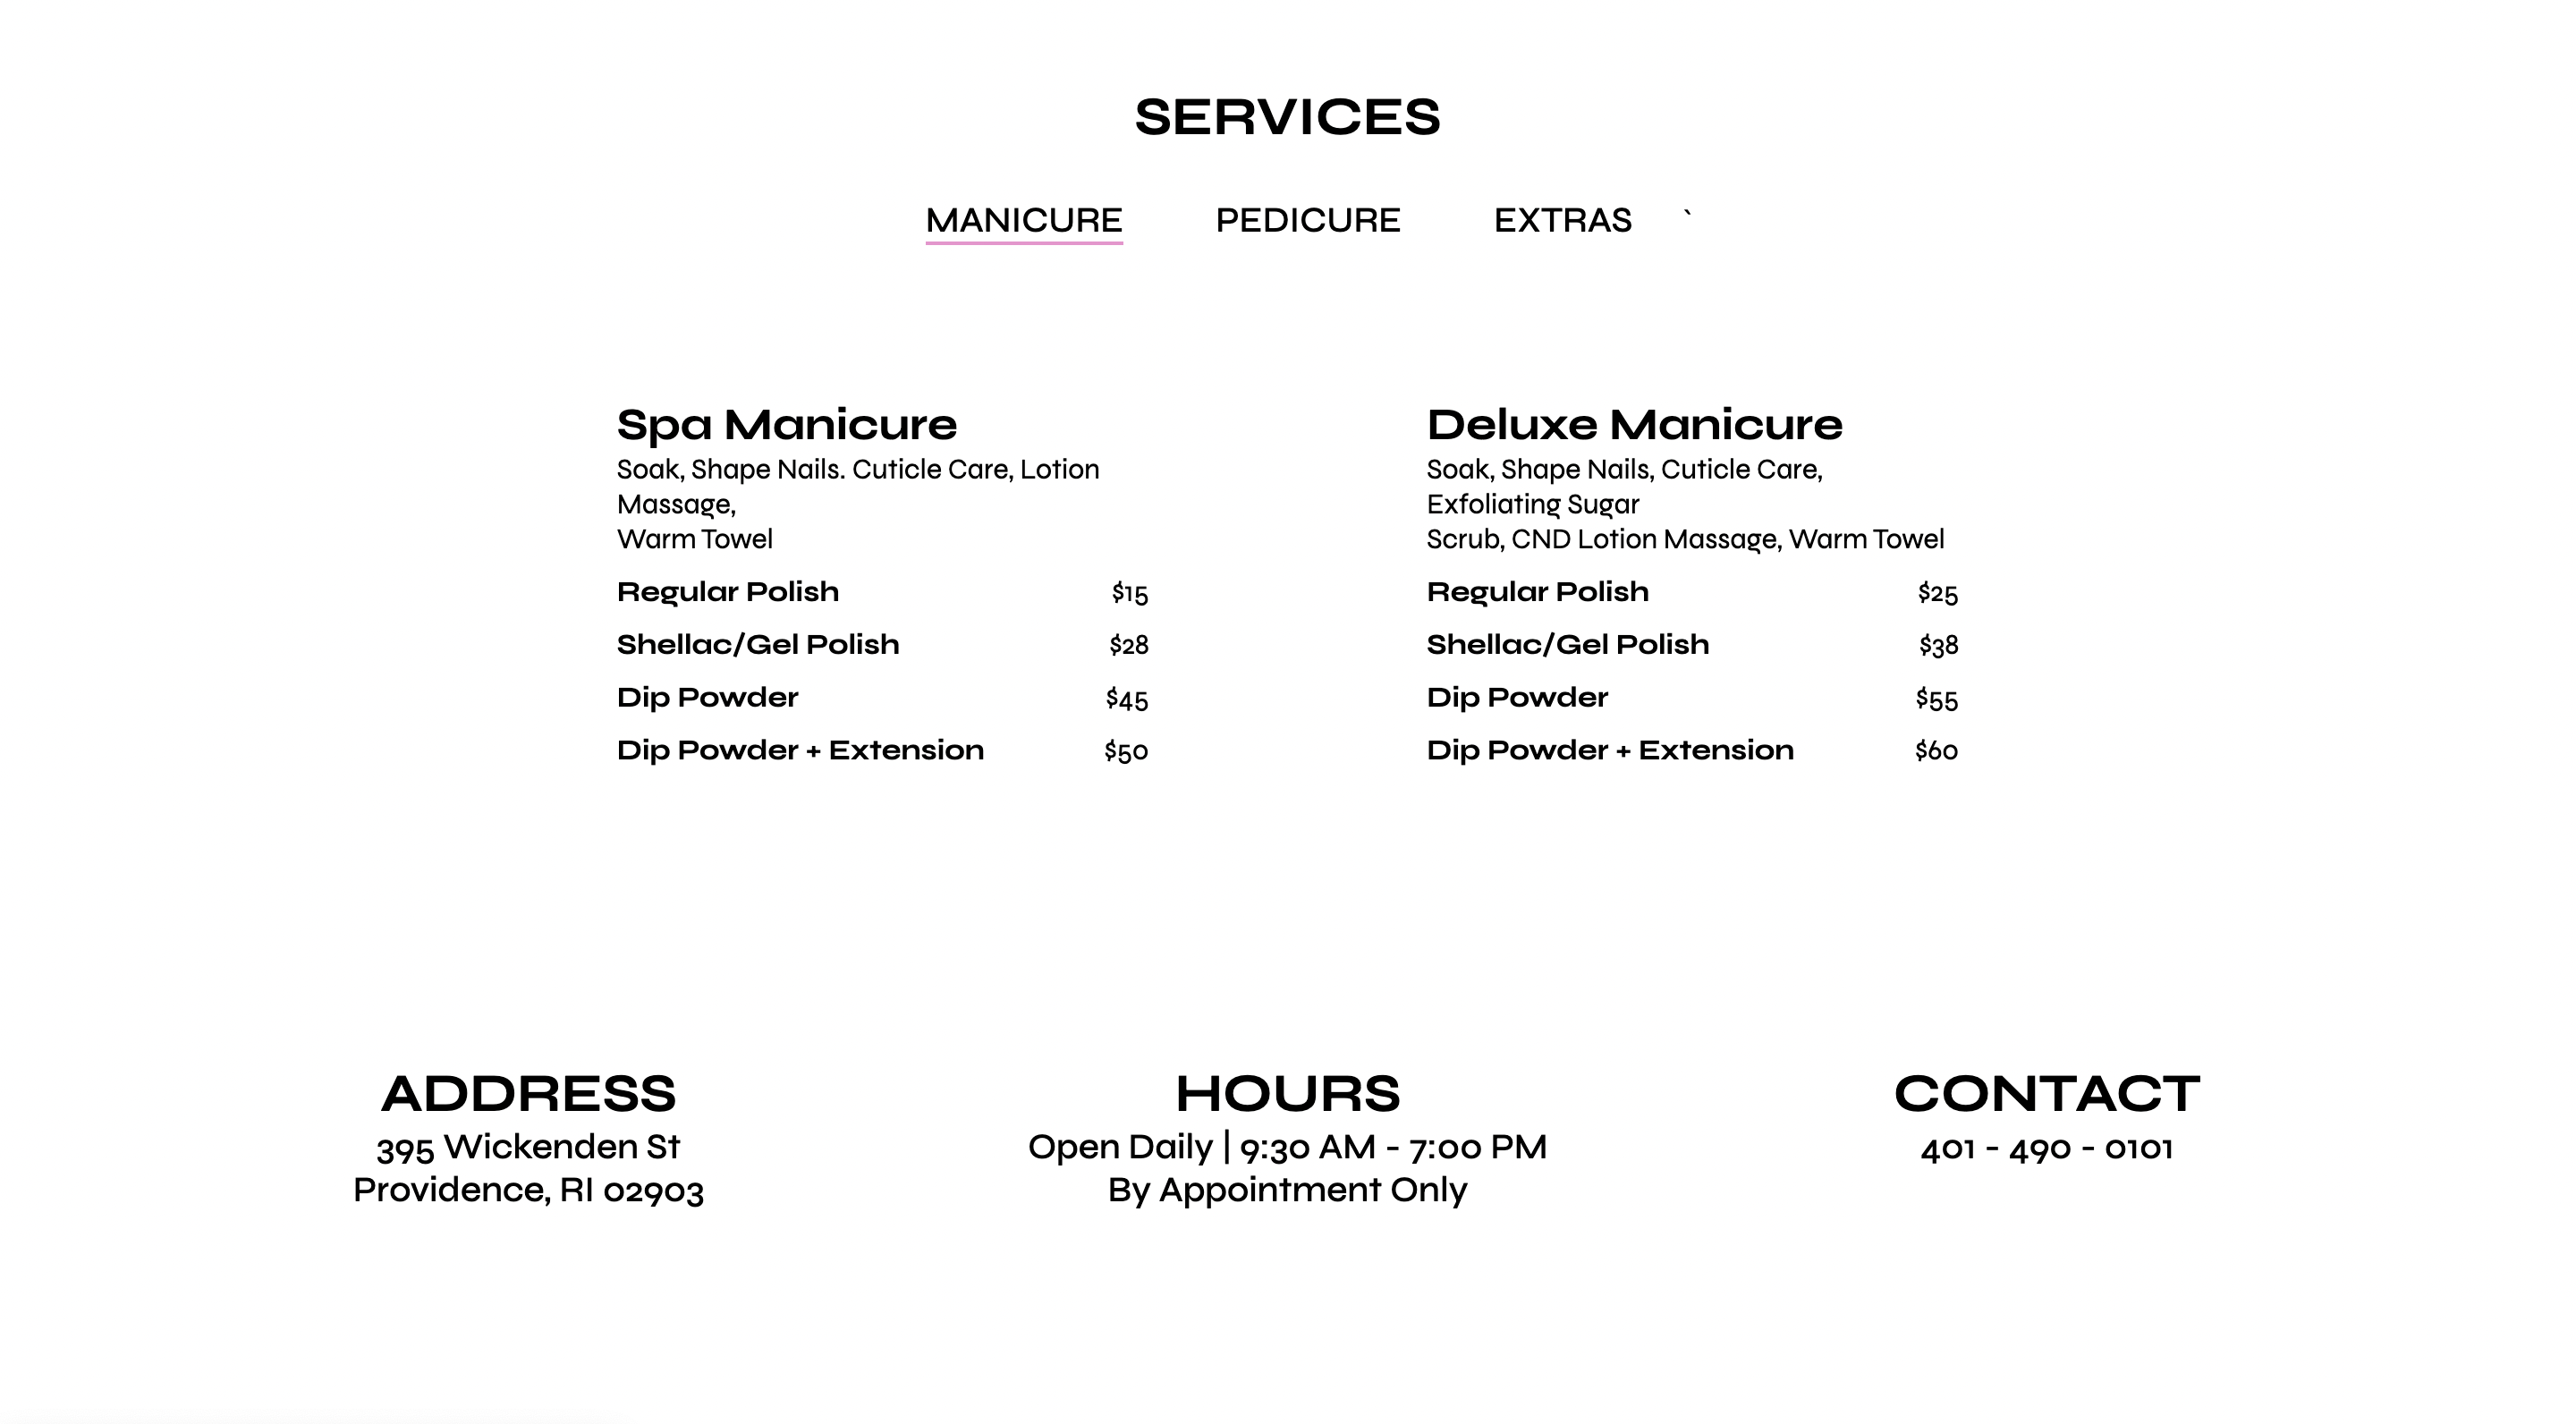 SERVICES
MANICURE PEDICURE EXTRAS `
Spa Manicure
Soak, Shape Nails. Cuticle Care, Lotion
Massage,
Warm Towel
Regular Polish $15
Shellac/Gel Polish $28
Dip Powder $45
Dip Powder + Extension $50
Deluxe Manicure
Soak, Shape Nails, Cuticle Care,
Exfoliating Sugar
Scrub, CND Lotion Massage, Warm Towel
Regular Polish $25
Shellac/Gel Polish $38
Dip Powder $55
Dip Powder + Extension $60
ADDRESS
395 Wickenden St
Providence, RI 02903
HOURS
Open Daily | 9:30 AM - 7:00 PM
By Appointment Only
CONTACT
401 - 490 - 0101